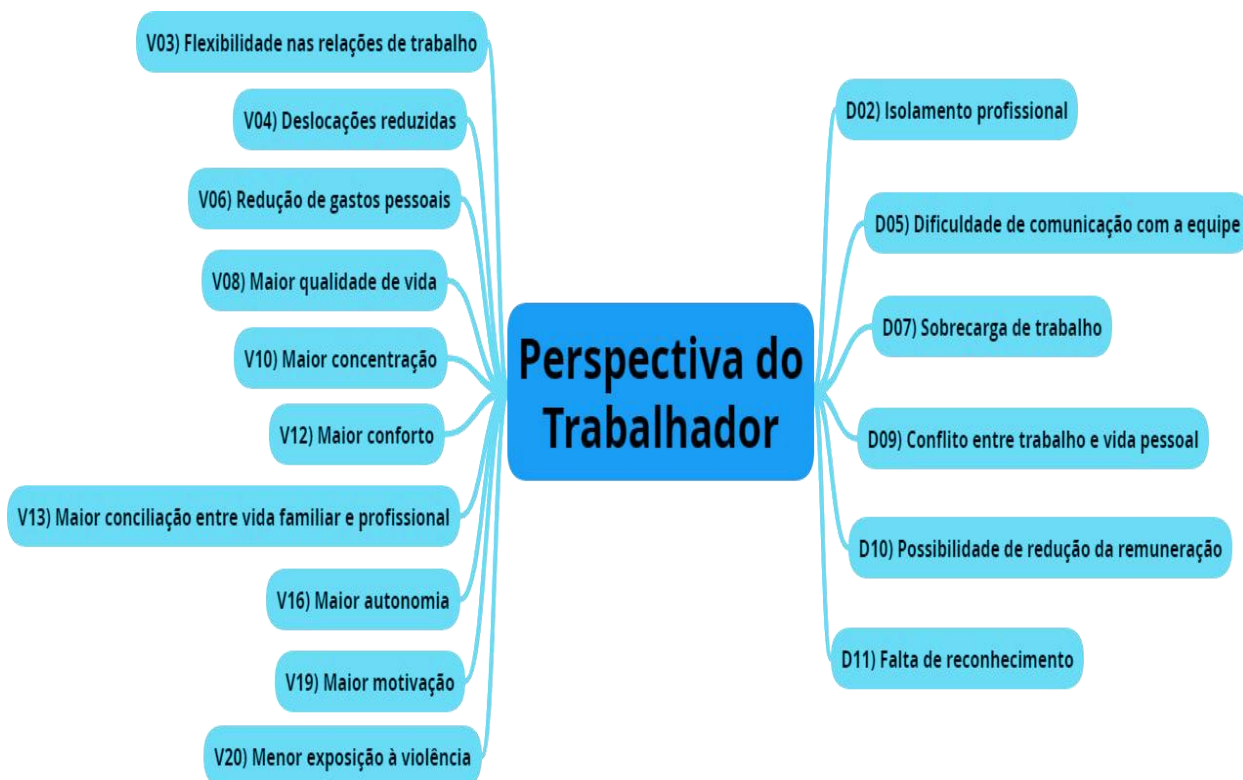 V03) Flexibilidade nas relações de trabalho
V04) Deslocações reduzidas
V06) Redução de gastos pessoais
V08) Maior qualidade de vida
V10) Maior concentração
V12) Maior conforto
V13) Maior conciliação entre vida familiar e profissional
V16) Maior autonomia
V19) Maior motivação
V20) Menor exposição à violência
Perspectiva do
Trabalhador
D02) Isolamento profissional
D05) Dificuldade de comunicação com a equipe
D07) Sobrecarga de trabalho
D09) Conflito entre trabalho e vida pessoal
D10) Possibilidade de redução da remuneração
D11) Falta de reconhecimento